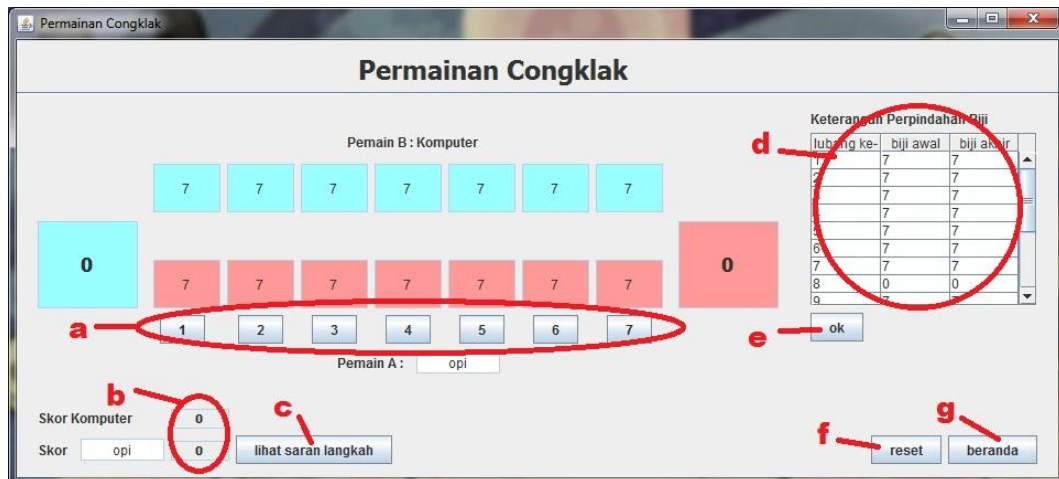 Permainan Congklak
Permainan Congklak
Keterangan Perpindahan Biji
Pemain B : Komputer
d
lubang ke- biji awal biji akhir
1 7 7
2 7 7
7 7
7 7
5 7 7
6 7 7
7 7 7
8 0 0
9 7
7 7 7 7 7 7 7
0
0
7 7 7 7 7 7 7
a
1 2 3 4 5 6 7
e
ok
Pemain A : opi
b
Skor Komputer 0
c
Skor opi 0
lihat saran langkah
f
reset
g
beranda